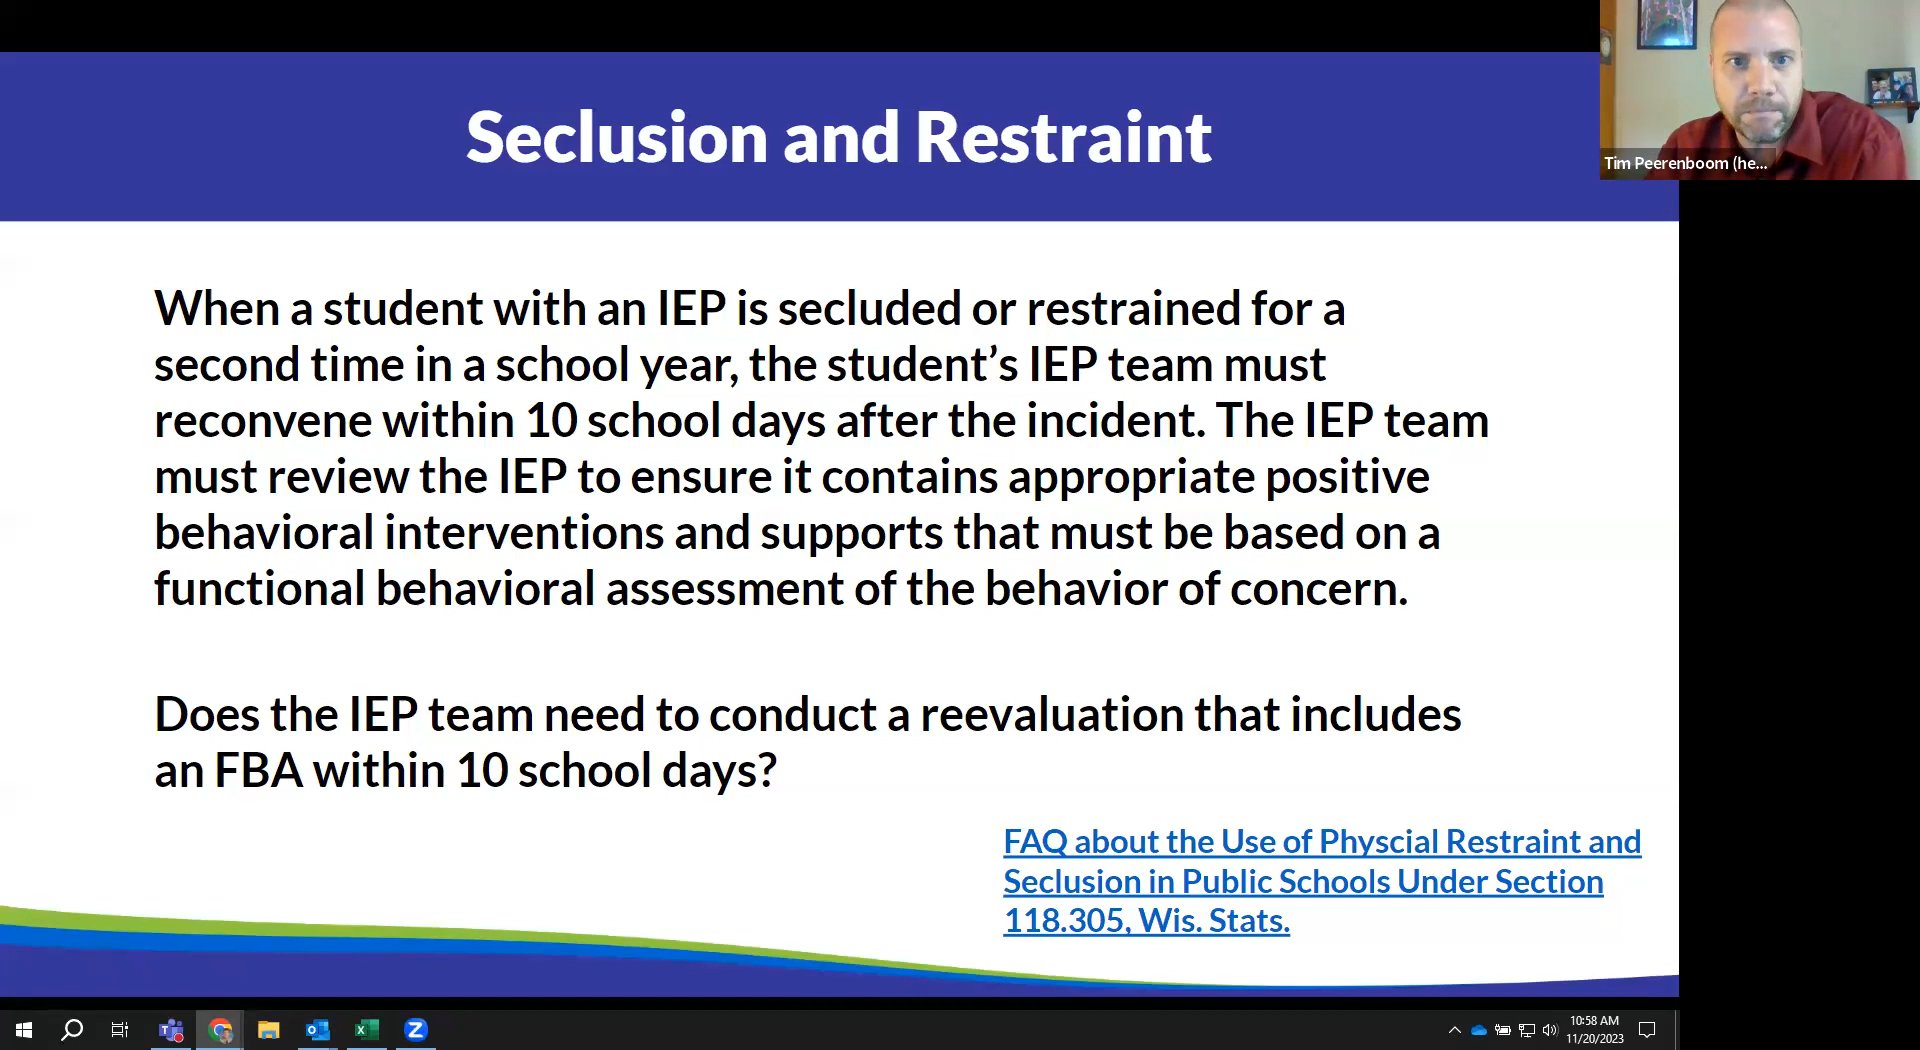 Seclusion and Restraint
Tim Peerenboom (he...
When a student with an IEP is secluded or restrained for a
second time in a school year, the student’s IEP team must
reconvene within 10 school days after the incident. The IEP team
must review the IEP to ensure it contains appropriate positive
behavioral interventions and supports that must be based on a
functional behavioral assessment of the behavior of concern.
Does the IEP team need to conduct a reevaluation that includes
an FBA within 10 school days?
FAQ about the Use of Physcial Restraint and
Seclusion in Public Schools Under Section
118.305, Wis. Stats.
10:58 AM
11/20/2023